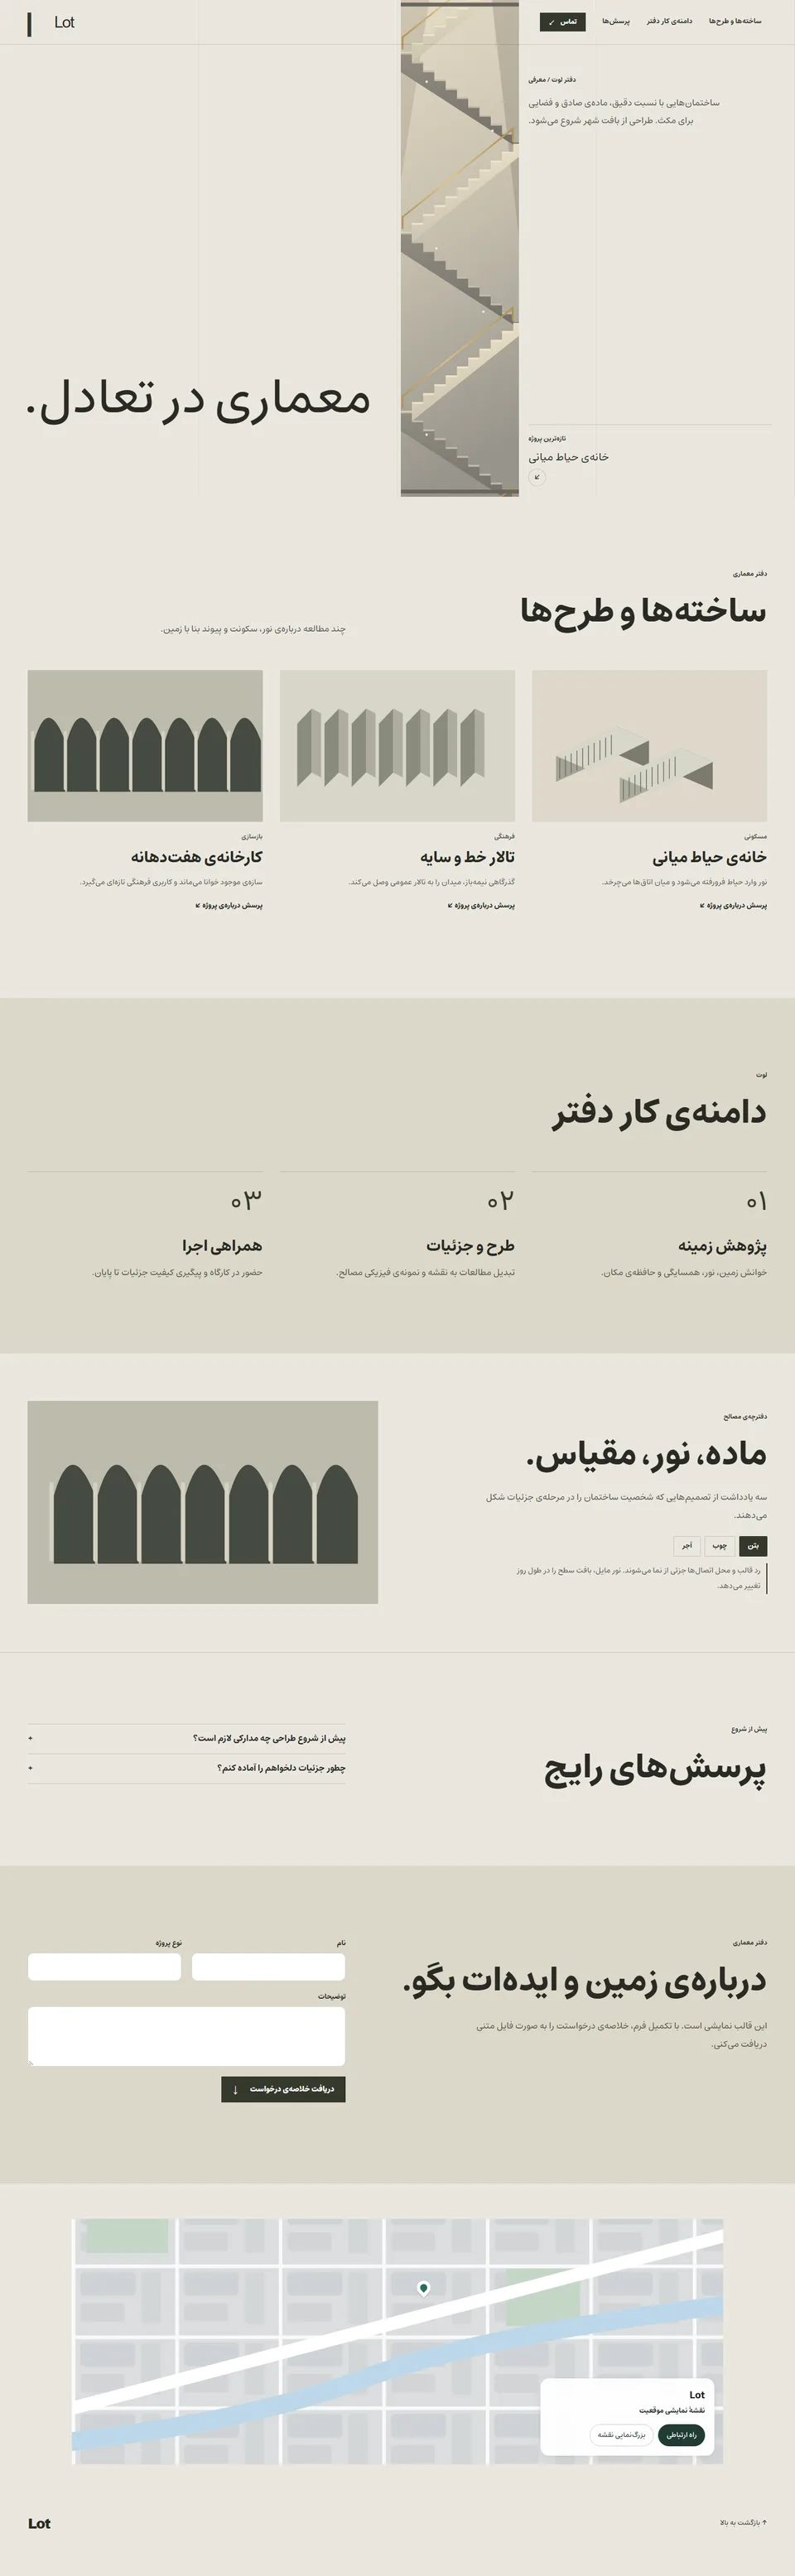 ساخته‌ها و طرح‌ها
دامنه‌ی کار دفتر
پرسش‌ها
تماس ✓
Lot
دفتر لوت / معرفی
ساختمان‌هایی با نسبت دقیق، ماده‌ی صادق و فضایی
برای مکث. طراحی از بافت شهر شروع می‌شود.
معماری در تعادل.
تازه‌ترین پروژه
خانه‌ی حیاط میانی
↙
دفتر معماری
ساخته‌ها و طرح‌ها
چند مطالعه درباره‌ی نور، سکونت و پیوند بنا با زمین.
مسکونی
خانه‌ی حیاط میانی
نور وارد حیاط فرورفته می‌شود و میان اتاق‌ها می‌چرخد.
پرسش درباره‌ی پروژه ↙
فرهنگی
تالار خط و سایه
گذرگاهی نیمه‌باز، میدان را به تالار عمومی وصل می‌کند.
پرسش درباره‌ی پروژه ↙
بازسازی
کارخانه‌ی هفت‌دهانه
سازه‌ی موجود خوانا می‌ماند و کاربری فرهنگی تازه‌ای می‌گیرد.
پرسش درباره‌ی پروژه ↙
لوت
دامنه‌ی کار دفتر
۰۱
پژوهش زمینه
خوانش زمین، نور، همسایگی و حافظه‌ی مکان.
۰۲
طرح و جزئیات
تبدیل مطالعات به نقشه و نمونه‌ی فیزیکی مصالح.
۰۳
همراهی اجرا
حضور در کارگاه و پیگیری کیفیت جزئیات تا پایان.
دفترچه‌ی مصالح
ماده، نور، مقیاس.
سه یادداشت از تصمیم‌هایی که شخصیت ساختمان را در مرحله‌ی جزئیات شکل
می‌دهند.
بتن
چوب
آجر
رد قالب و محل اتصال‌ها جزئی از نما می‌شوند. نور مایل، بافت سطح را در طول روز
تغییر می‌دهد.
پیش از شروع
پرسش‌های رایج
پیش از شروع طراحی چه مدارکی لازم است؟ +
چطور جزئیات دلخواهم را آماده کنم؟ +
دفتر معماری
درباره‌ی زمین و ایده‌ات بگو.
این قالب نمایشی است. با تکمیل فرم، خلاصه‌ی درخواستت را به صورت فایل متنی
دریافت می‌کنی.
نام
نوع پروژه
توضیحات
دریافت خلاصه‌ی درخواست ↓
Lot
نقشهٔ نمایشی موقعیت
راه ارتباطی
بزرگ‌نمایی نقشه
↑ بازگشت به بالا
Lot